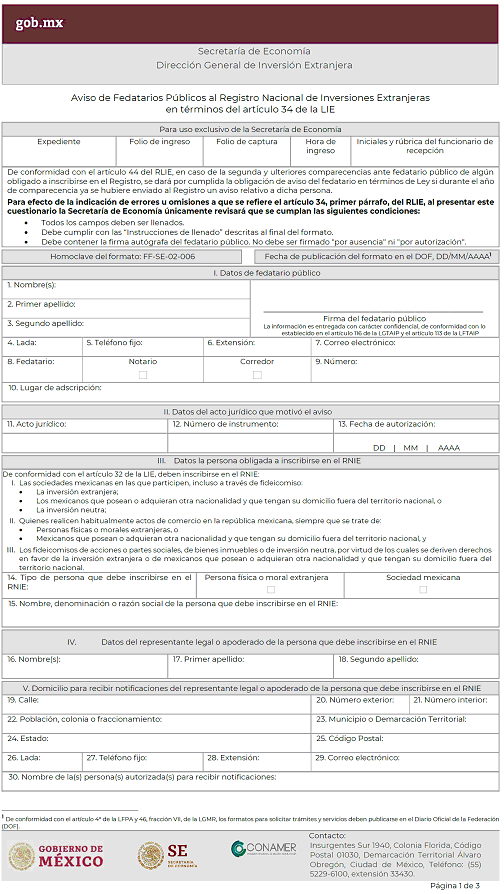 gob.mx
Secretaría de Economía
Dirección General de Inversión Extranjera
Aviso de Fedatarios Públicos al Registro Nacional de Inversiones Extranjeras
en términos del artículo 34 de la LIE
Para uso exclusivo de la Secretaría de Economía
Expediente Folio de ingreso Folio de captura Hora de ingreso Iniciales y rúbrica del funcionario de recepción
De conformidad con el artículo 44 del RLIE, en caso de la segunda y ulteriores comparecencias ante fedatario público de algún
obligado a inscribirse en el Registro, se dará por cumplida la obligación de aviso del fedatario en términos de Ley si durante el año
de comparecencia ya se hubiere enviado al Registro un aviso relativo a dicha persona.
Para efecto de la indicación de errores u omisiones a que se refiere el artículo 34, primer párrafo, del RLIE, al presentar este
cuestionario la Secretaría de Economía únicamente revisará que se cumplan las siguientes condiciones:
• Todos los campos deben ser llenados.
• Debe cumplir con las "Instrucciones de llenado" descritas al final del formato.
• Debe contener la firma autógrafa del fedatario público. No debe ser firmado "por ausencia" ni "por autorización".
Homoclave del formato: FF-SE-02-006 Fecha de publicación del formato en el DOF, DD/MM/AAAA1
I. Datos de fedatario público
1. Nombre(s):
2. Primer apellido:
3. Segundo apellido:
Firma del fedatario público
La información es entregada con carácter confidencial, de conformidad con lo
establecido en el artículo 116 de la LGTAIP y el artículo 113 de la LFTAIP
4. Lada: 5. Teléfono fijo: 6. Extensión: 7. Correo electrónico:
8. Fedatario: Notario Corredor 9. Número:
10. Lugar de adscripción:
II. Datos del acto jurídico que motivó el aviso
11. Acto jurídico: 12. Número de instrumento: 13. Fecha de autorización:
DD | MM | AAAA
III. Datos la persona obligada a inscribirse en el RNIE
De conformidad con el artículo 32 de la LIE, deben inscribirse en el RNIE:
I. Las sociedades mexicanas en las que participen, incluso a través de fideicomiso:
• La inversión extranjera;
• Los mexicanos que posean o adquieran otra nacionalidad y que tengan su domicilio fuera del territorio nacional, o
• La inversión neutra;
II. Quienes realicen habitualmente actos de comercio en la república mexicana, siempre que se trate de:
• Personas físicas o morales extranjeras, o
• Mexicanos que posean o adquieran otra nacionalidad y que tengan su domicilio fuera del territorio nacional, y
III. Los fideicomisos de acciones o partes sociales, de bienes inmuebles o de inversión neutra, por virtud de los cuales se deriven derechos
en favor de la inversión extranjera o de mexicanos que posean o adquieran otra nacionalidad y que tengan su domicilio fuera del
territorio nacional.
14. Tipo de persona que debe inscribirse en el RNIE: Persona física o moral extranjera Sociedad mexicana
15. Nombre, denominación o razón social de la persona que debe inscribirse en el RNIE:
IV. Datos del representante legal o apoderado de la persona que debe inscribirse en el RNIE
16. Nombre(s): 17. Primer apellido: 18. Segundo apellido:
V. Domicilio para recibir notificaciones del representante legal o apoderado de la persona que debe inscribirse en el RNIE
19. Calle: 20. Número exterior: 21. Número interior:
22. Población, colonia o fraccionamiento: 23. Municipio o Demarcación Territorial:
24. Estado: 25. Código Postal:
26. Lada: 27. Teléfono fijo: 28. Extensión: 29. Correo electrónico:
30. Nombre de la(s) persona(s) autorizada(s) para recibir notificaciones:
1 De conformidad con el artículo 4° de la LFPA y 46, fracción VII, de la LGMR, los formatos para solicitar trámites y servicios deben publicarse en el Diario Oficial de la Federación
(DOF).
GOBIERNO DE
MÉXICO
SE
SECRETARÍA
DE ECONOMÍA
CONAMER
Contacto:
Insurgentes Sur 1940, Colonia Florida, Código
Postal 01030, Demarcación Territorial Álvaro
Obregón, Ciudad de México, Teléfono: (55)
5229-6100, extensión 33430.
Página 1 de 3